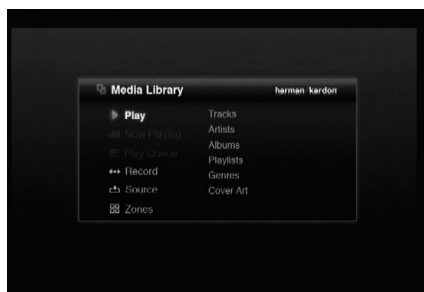 Media Library
harman/kardon
Play
Now Playing
Play Queue
Record
Source
Zones
Tracks
Artists
Albums
Playlists
Genres
Cover Art